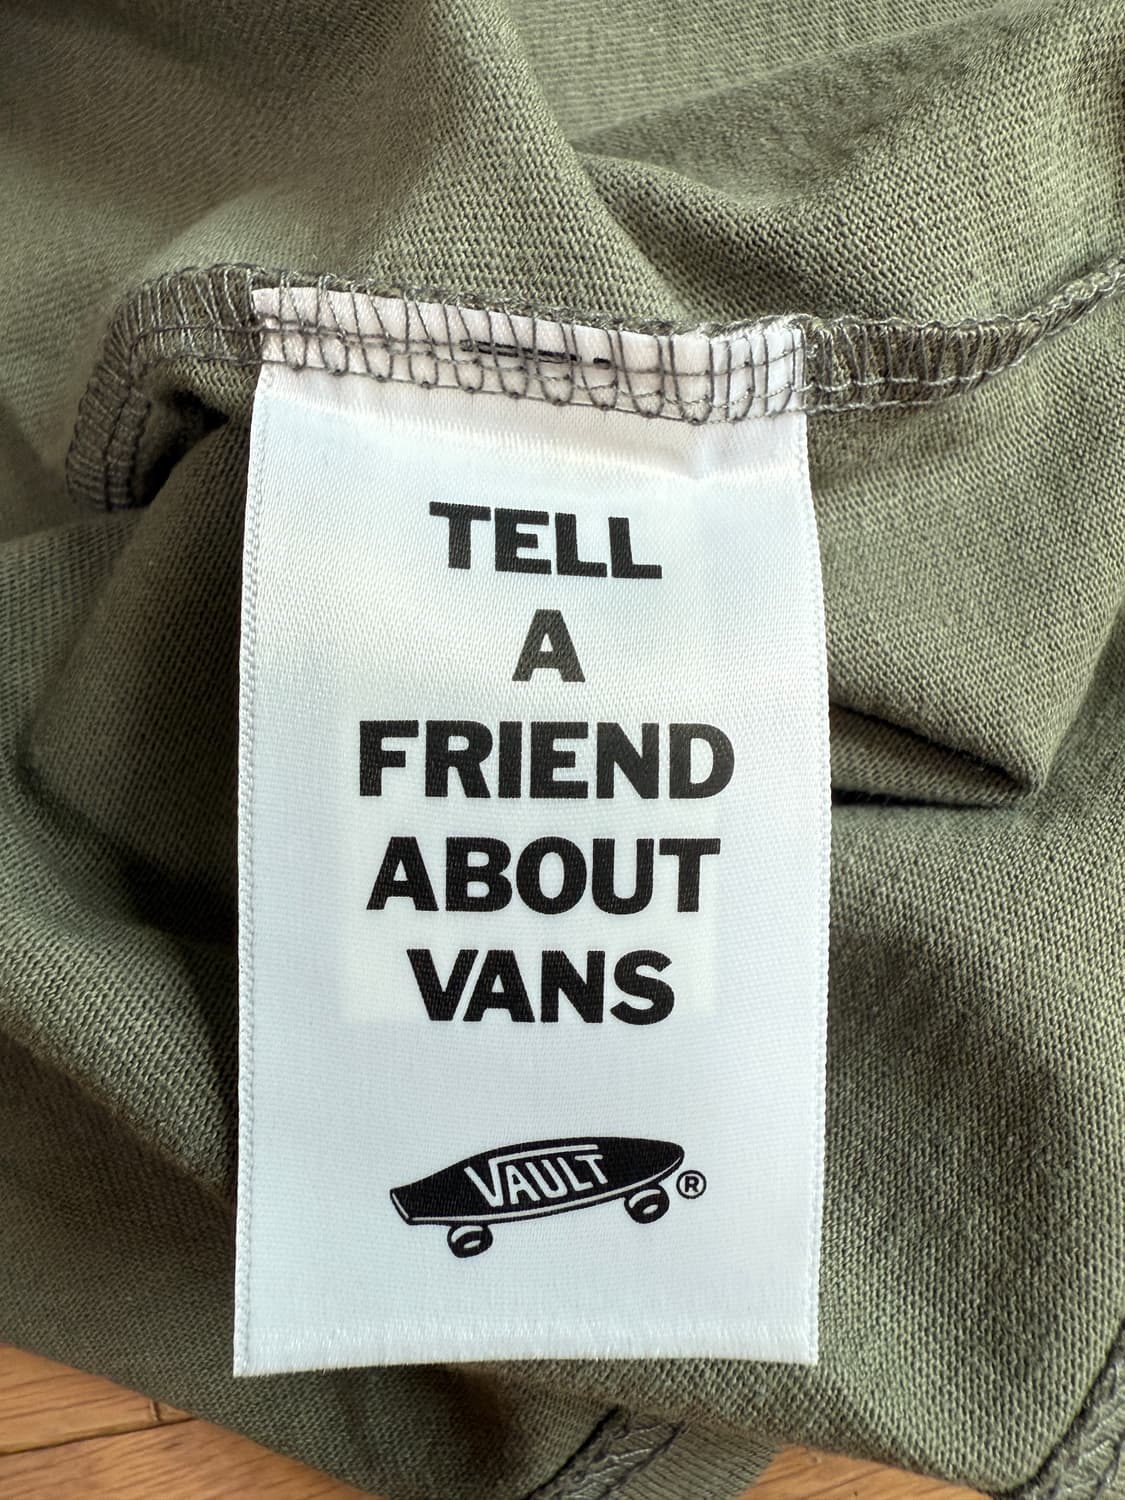 TELL
A
FRIEND
ABOUT
VANS
VAULT ®